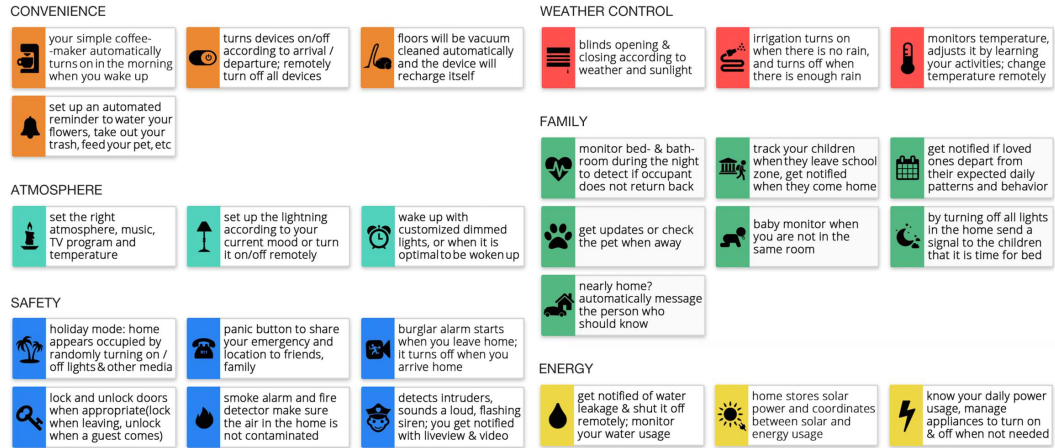 CONVENIENCE
your simple coffee-
-maker automatically
turns on in the morning
when you wake up
turns devices on/off
according to arrival /
departure; remotely
turn off all devices
floors will be vacuum
cleaned automatically
and the device will
recharge itself
set up an automated
reminder to water your
flowers, take out your
trash, feed your pet, etc
ATMOSPHERE
set the right
atmosphere, music,
TV program and
temperature
set up the lightning
according to your
current mood or turn
it on/off remotely
wake up with
customized dimmed
lights, or when it is
optimal to be woken up
SAFETY
holiday mode: home
appears occupied by
randomly turning on /
off lights & other media
panic button to share
your emergency and
location to friends,
family
burglar alarm starts
when you leave home;
it turns off when you
arrive home
lock and unlock doors
when appropriate(lock
when leaving, unlock
when a guest comes)
smoke alarm and fire
detector make sure
the air in the home is
not contaminated
detects intruders,
sounds a loud, flashing
siren; you get notified
with liveview & video
WEATHER CONTROL
blinds opening &
closing according to
weather and sunlight
irrigation turns on
when there is no rain,
and turns off when
there is enough rain
monitors temperature,
adjusts it by learning
your activities; change
temperature remotely
FAMILY
monitor bed- & bath-
room during the night
to detect if occupant
does not return back
track your children
when they leave school
zone, get notified
when they come home
get notified if loved
ones depart from
their expected daily
patterns and behavior
get updates or check
the pet when away
baby monitor when
you are not in the
same room
by turning off all lights
in the home send a
signal to the children
that it is time for bed
nearly home?
automatically message
the person who
should know
ENERGY
get notified of water
leakage & shut it off
remotely; monitor
your water usage
home stores solar
power and coordinates
between solar and
energy usage
know your daily power
usage, manage
appliances to turn on
& off when not needed